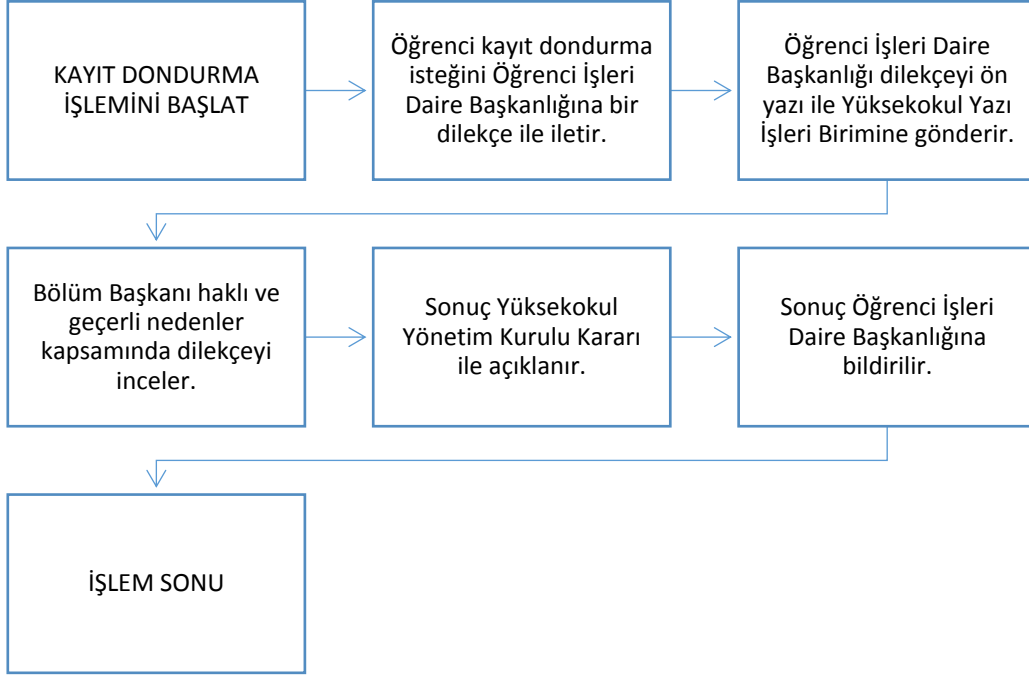 KAYIT DONDURMA
İŞLEMİNİ BAŞLAT
Öğrenci kayıt dondurma
isteğini Öğrenci İşleri
Daire Başkanlığına bir
dilekçe ile iletir.
Öğrenci İşleri Daire
Başkanlığı dilekçeyi ön
yazı ile Yüksekokul Yazı
İşleri Birimine gönderir.
Bölüm Başkanı haklı ve
geçerli nedenler
kapsamında dilekçeyi
inceler.
Sonuç Yüksekokul
Yönetim Kurulu Kararı
ile açıklanır.
Sonuç Öğrenci İşleri
Daire Başkanlığına
bildirilir.
İŞLEM SONU